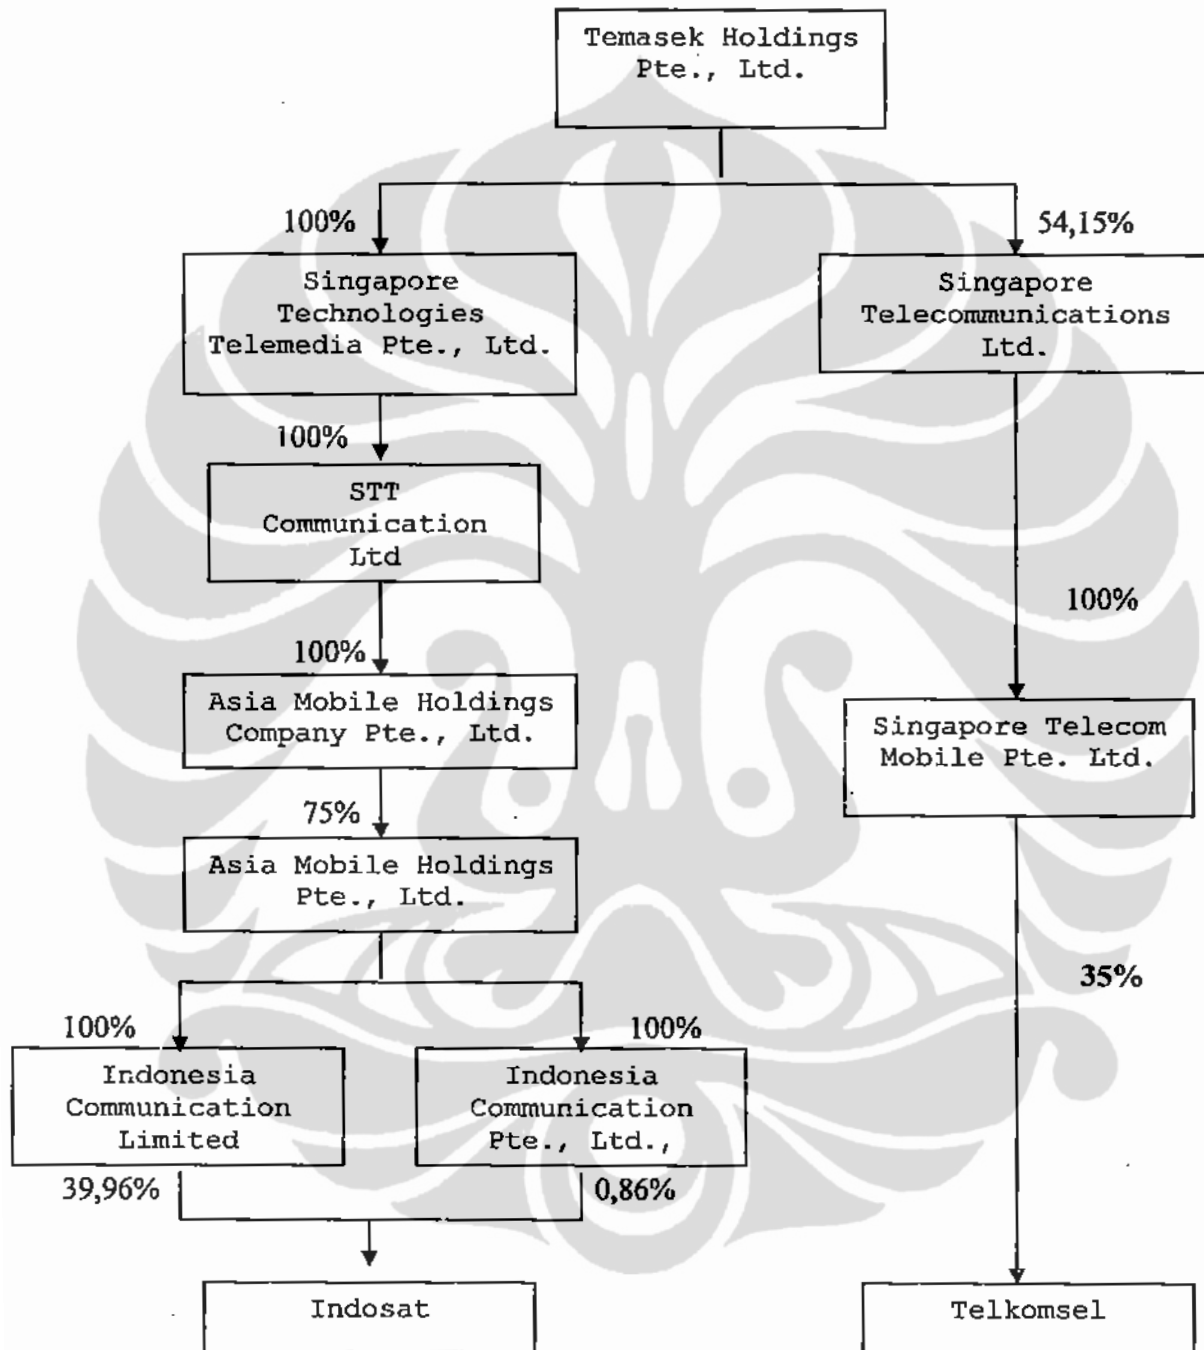 Temasek Holdings
Pte., Ltd.
100%
54,15%
Singapore
Technologies
Telemedia Pte., Ltd.
Singapore
Telecommunications
Ltd.
100%
STT
Communication
Ltd
100%
100%
Asia Mobile Holdings
Company Pte., Ltd.
Singapore Telecom
Mobile Pte. Ltd.
75%
Asia Mobile Holdings
Pte., Ltd.
35%
100%
100%
Indonesia
Communication
Limited
Indonesia
Communication
Pte., Ltd.,
39,96%
0,86%
Indosat
Telkomsel